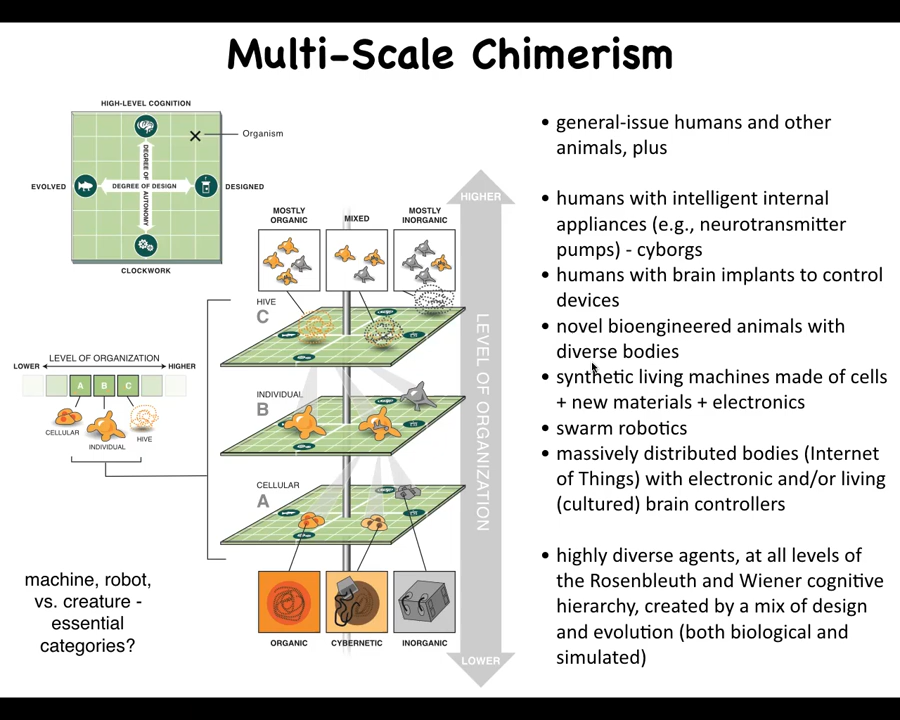 Multi-Scale Chimerism
HIGH-LEVEL COGNITION
Organism
DEGREE OF AUTONOMY
EVOLVED
DEGREE OF DESIGN
DESIGNED
CLOCKWORK
LEVEL OF ORGANIZATION
LOWER
HIGHER
A
B
C
CELLULAR
INDIVIDUAL
HIVE
MOSTLY
ORGANIC
MIXED
MOSTLY
INORGANIC
HIVE
C
INDIVIDUAL
B
CELLULAR
A
ORGANIC
CYBERNETIC
INORGANIC
HIGHER
LEVEL OF ORGANIZATION
LOWER
machine, robot,
vs. creature -
essential
categories?
• general-issue humans and other
animals, plus
• humans with intelligent internal
appliances (e.g., neurotransmitter
pumps) - cyborgs
• humans with brain implants to control
devices
• novel bioengineered animals with
diverse bodies
• synthetic living machines made of cells
+ new materials + electronics
• swarm robotics
• massively distributed bodies (Internet
of Things) with electronic and/or living
(cultured) brain controllers
• highly diverse agents, at all levels of
the Rosenbleuth and Wiener cognitive
hierarchy, created by a mix of design
and evolution (both biological and
simulated)